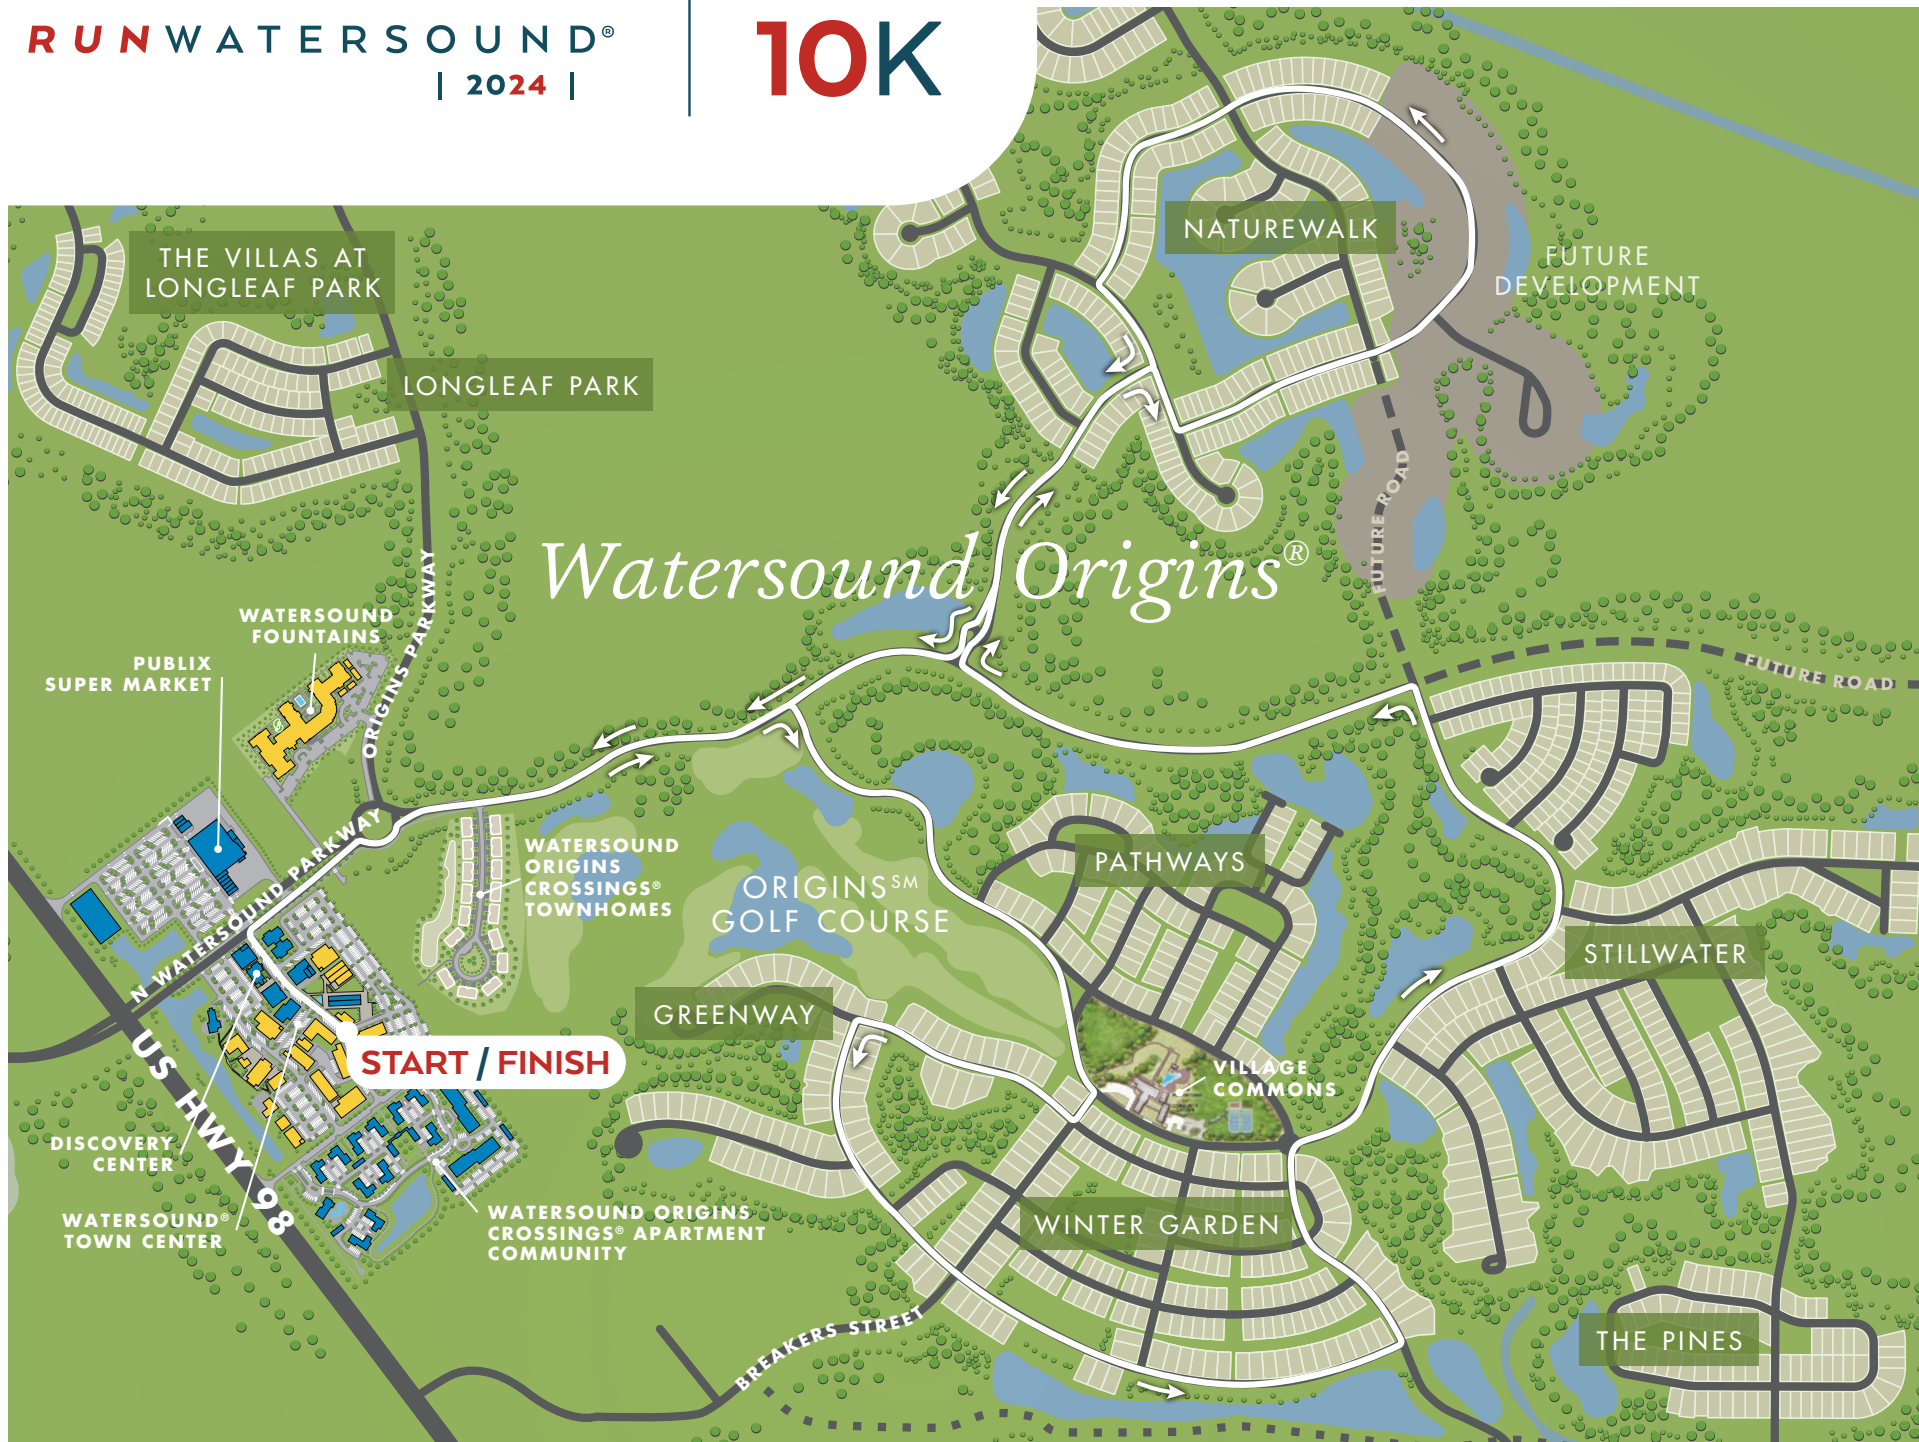 RUNWATERSOUND®
| 2024 |
10K
THE VILLAS AT
LONGLEAF PARK
LONGLEAF PARK
NATUREWALK
FUTURE
DEVELOPMENT
FUTURE ROAD
Watersound Origins®
ORIGINS PARKWAY
WATERSOUND
FOUNTAINS
PUBLIX
SUPER MARKET
FUTURE ROAD
N WATERSOUND PARKWAY
WATERSOUND
ORIGINS
CROSSINGS®
TOWNHOMES
ORIGINS℠
GOLF COURSE
PATHWAYS
STILLWATER
GREENWAY
START / FINISH
VILLAGE
COMMONS
US HWY 98
DISCOVERY
CENTER
WATERSOUND®
TOWN CENTER
WATERSOUND ORIGINS
CROSSINGS® APARTMENT
COMMUNITY
WINTER GARDEN
BREAKERS STREET
THE PINES